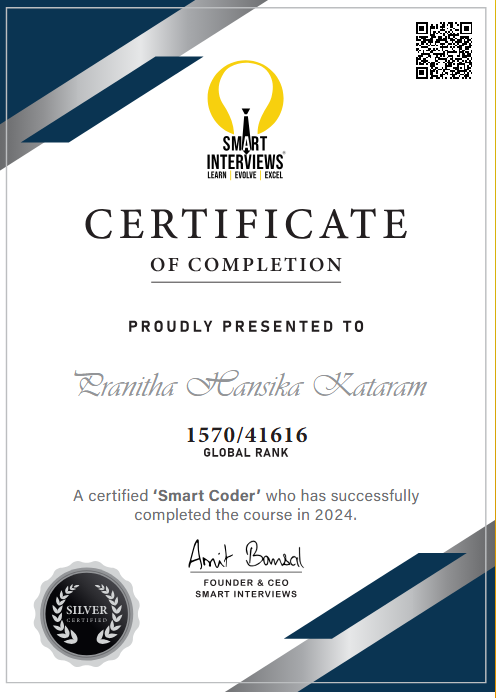 SMART
INTERVIEWS®
LEARN | EVOLVE | EXCEL
CERTIFICATE
OF COMPLETION
PROUDLY PRESENTED TO
Pranitha Hansika Kataram
1570/41616
GLOBAL RANK
A certified ‘Smart Coder’ who has successfully
completed the course in 2024.
Amit Bansal
FOUNDER & CEO
SMART INTERVIEWS
SILVER
CERTIFIED